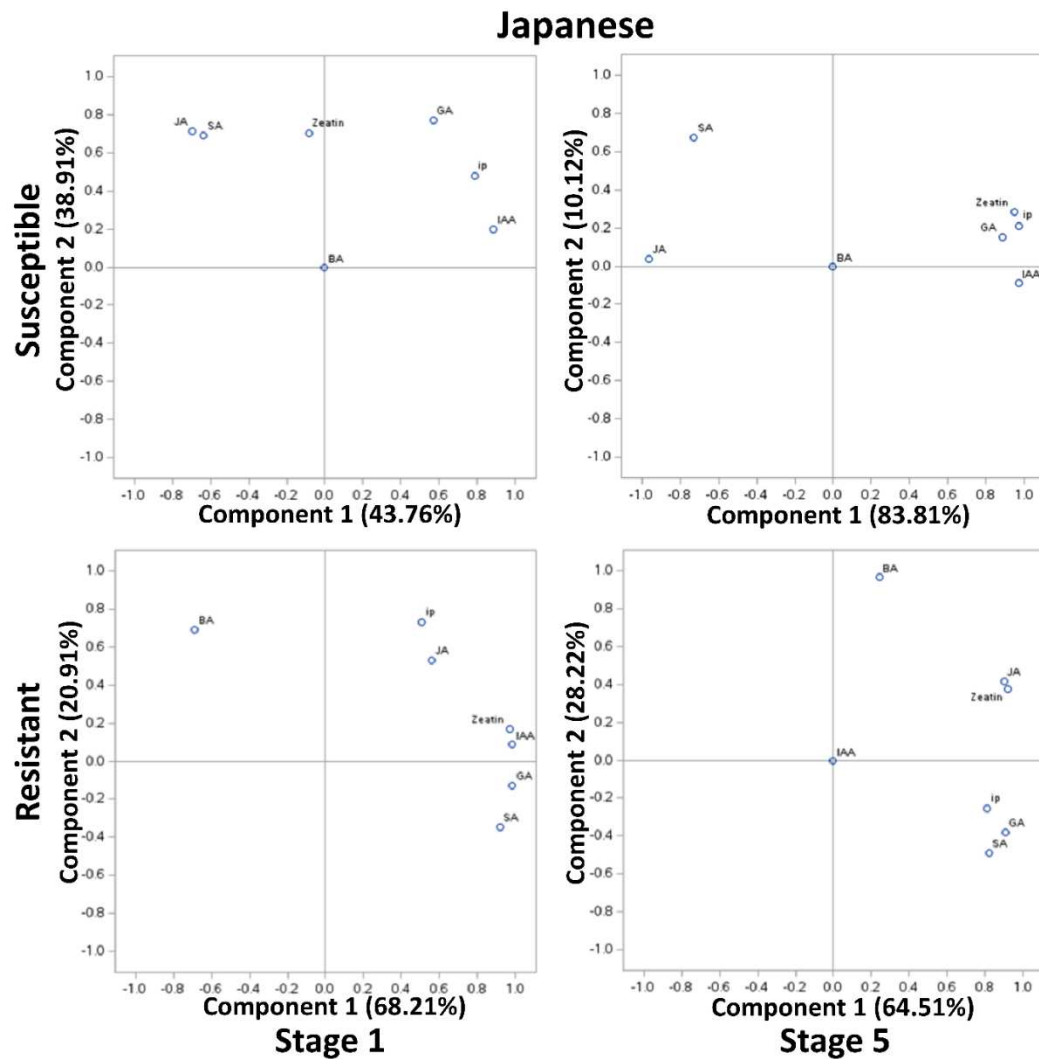 Japanese
Susceptible
Component 2 (38.91%)
1.0
0.8
0.6
0.4
0.2
0.0
-0.2
-0.4
-0.6
-0.8
-1.0
JA
SA
Zeatin
GA
ip
IAA
BA
-1.0 -0.8 -0.6 -0.4 -0.2 0.0 0.2 0.4 0.6 0.8 1.0
Component 1 (43.76%)
Component 2 (10.12%)
1.0
0.8
0.6
0.4
0.2
0.0
-0.2
-0.4
-0.6
-0.8
-1.0
SA
Zeatin
ip
GA
JA
BA
IAA
-1.0 -0.8 -0.6 -0.4 -0.2 0.0 0.2 0.4 0.6 0.8 1.0
Component 1 (83.81%)
Resistant
Component 2 (20.91%)
1.0
0.8
0.6
0.4
0.2
0.0
-0.2
-0.4
-0.6
-0.8
-1.0
BA
ip
JA
Zeatin
IAA
GA
SA
-1.0 -0.8 -0.6 -0.4 -0.2 0.0 0.2 0.4 0.6 0.8 1.0
Component 1 (68.21%)
Stage 1
Component 2 (28.22%)
1.0
0.8
0.6
0.4
0.2
0.0
-0.2
-0.4
-0.6
-0.8
-1.0
BA
JA
Zeatin
IAA
ip
GA
SA
-1.0 -0.8 -0.6 -0.4 -0.2 0.0 0.2 0.4 0.6 0.8 1.0
Component 1 (64.51%)
Stage 5